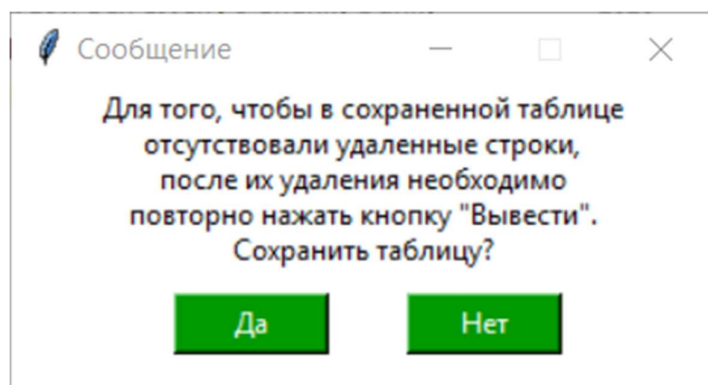 Сообщение
Для того, чтобы в сохраненной таблице
отсутствовали удаленные строки,
после их удаления необходимо
повторно нажать кнопку "Вывести".
Сохранить таблицу?
Да Нет